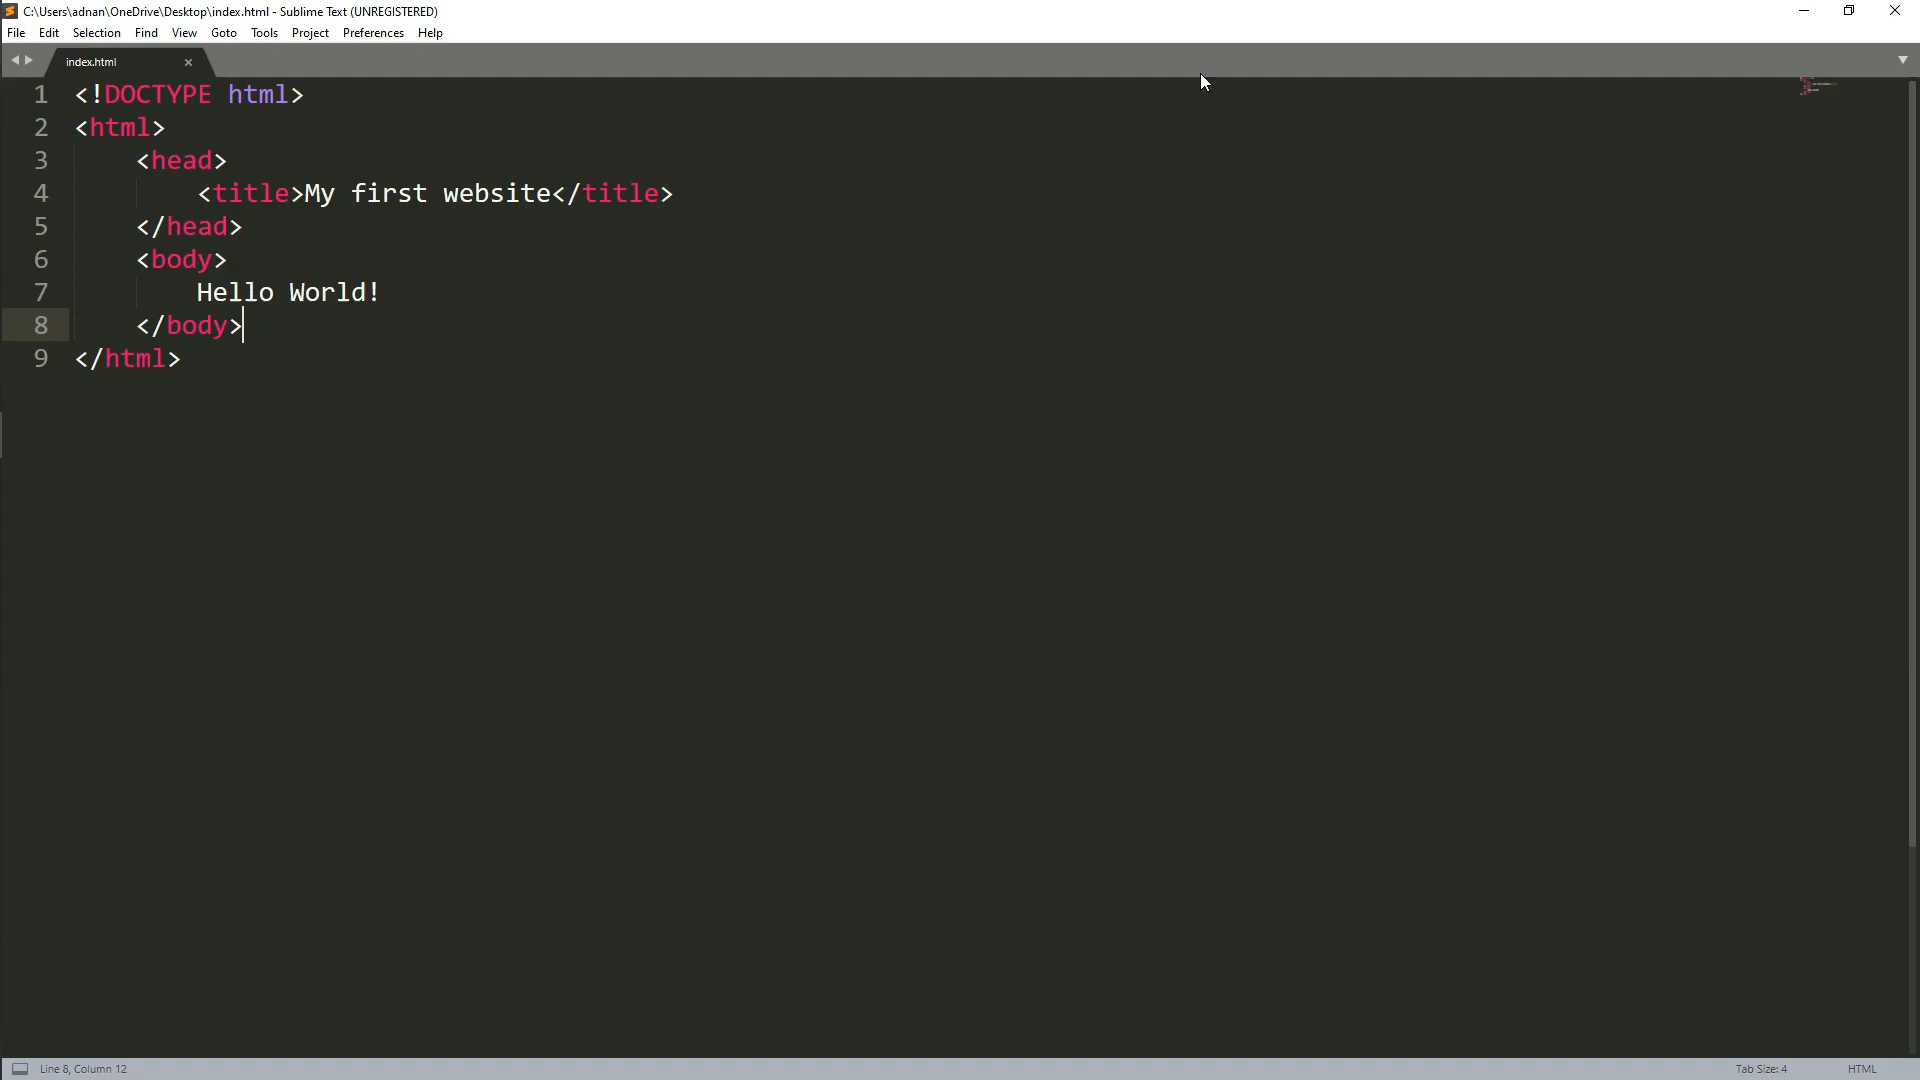 C:\Users\adnan\OneDrive\Desktop\index.html - Sublime Text (UNREGISTERED)
File Edit Selection Find View Goto Tools Project Preferences Help
index.html
1 <!DOCTYPE html>
2 <html>
3     <head>
4         <title>My first website</title>
5     </head>
6     <body>
7         Hello World!
8     </body>
9 </html>
Line 8, Column 12 Tab Size: 4 HTML